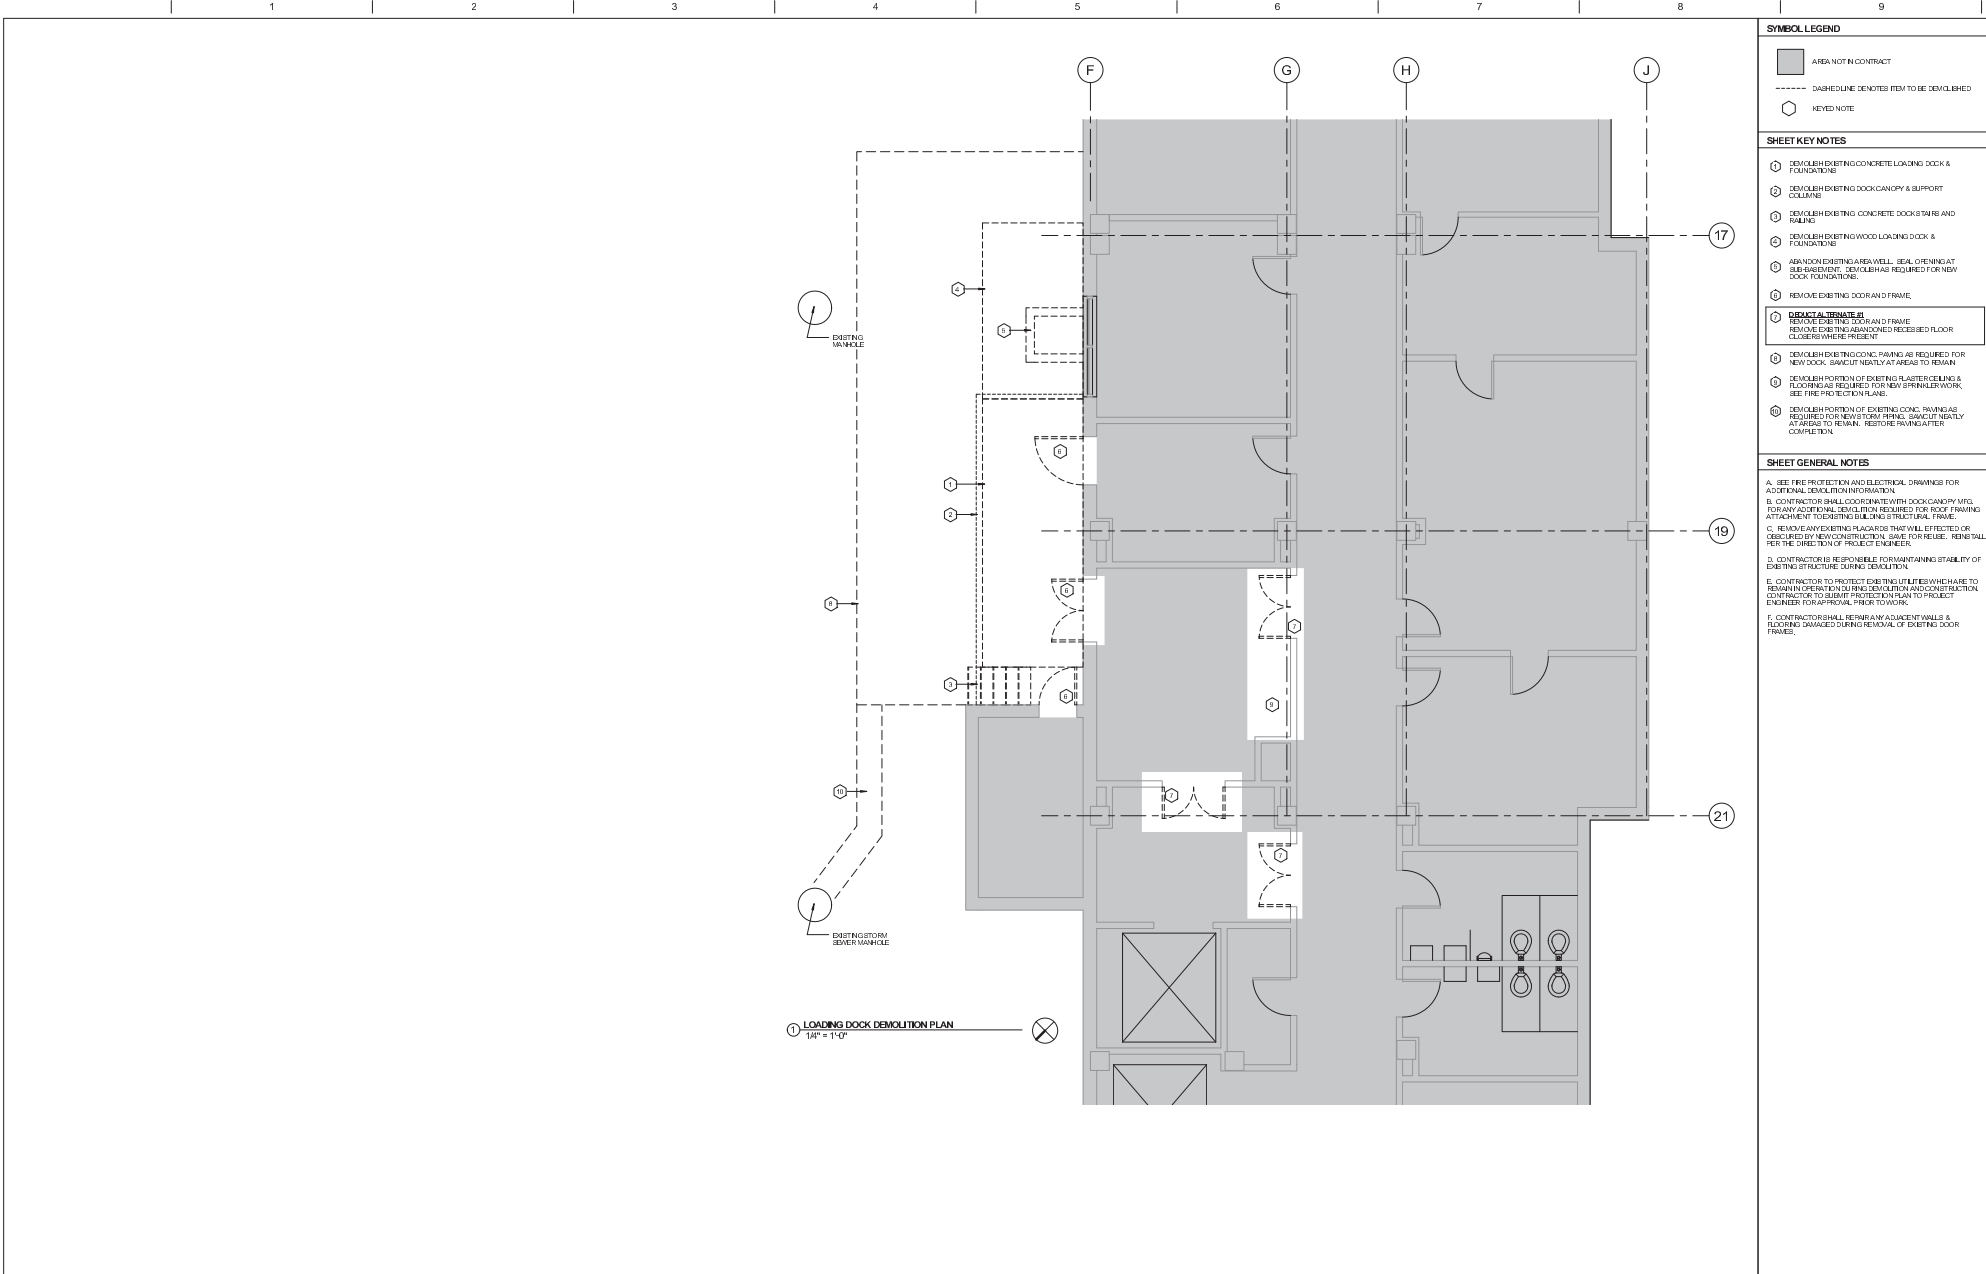 1 2 3 4 5 6 7 8 9
F G H J
17
19
21
4
5
6
1
2
6
8
7
3
6
9
10
7
7
EXISTING
MANHOLE
EXISTING STORM
SEWER MANHOLE
1 LOADING DOCK DEMOLITION PLAN
1/4" = 1'-0"
SYMBOL LEGEND
AREA NOT IN CONTRACT
DASHED LINE DENOTES ITEM TO BE DEMOLISHED
KEYED NOTE
SHEET KEY NOTES
1 DEMOLISH EXISTING CONCRETE LOADING DOCK &
FOUNDATIONS
2 DEMOLISH EXISTING DOCK CANOPY & SUPPORT
COLUMNS
3 DEMOLISH EXISTING CONCRETE DOCK STAIRS AND
RAILING
4 DEMOLISH EXISTING WOOD LOADING DOCK &
FOUNDATIONS
5 ABANDON EXISTING AREA WELL. SEAL OPENING AT
SUB-BASEMENT. DEMOLISH AS REQUIRED FOR NEW
DOCK FOUNDATIONS.
6 REMOVE EXISTING DOOR AND FRAME.
7 DEDUCT ALTERNATE #1
REMOVE EXISTING DOOR AND FRAME
REMOVE EXISTING ABANDONED RECESSED FLOOR
CLOSERS WHERE PRESENT
8 DEMOLISH EXISTING CONC. PAVING AS REQUIRED FOR
NEW DOCK. SAWCUT NEATLY AT AREAS TO REMAIN
9 DEMOLISH PORTION OF EXISTING PLASTER CEILING &
FLOORING AS REQUIRED FOR NEW SPRINKLER WORK,
SEE FIRE PROTECTION PLANS.
10 DEMOLISH PORTION OF EXISTING CONC. PAVING AS
REQUIRED FOR NEW STORM PIPING. SAWCUT NEATLY
AT AREAS TO REMAIN. RESTORE PAVING AFTER
COMPLETION.
SHEET GENERAL NOTES
A. SEE FIRE PROTECTION AND ELECTRICAL DRAWINGS FOR
ADDITIONAL DEMOLITION INFORMATION.
B. CONTRACTOR SHALL COORDINATE WITH DOCK CANOPY MFG.
FOR ANY ADDITIONAL DEMOLITION REQUIRED FOR ROOF FRAMING
ATTACHMENT TO EXISTING BUILDING STRUCTURAL FRAME.
C. REMOVE ANY EXISTING PLACARDS THAT WILL EFFECTED OR
OBSCURED BY NEW CONSTRUCTION. SAVE FOR REUSE. REINSTALL
PER THE DIRECTION OF PROJECT ENGINEER.
D. CONTRACTOR IS RESPONSIBLE FOR MAINTAINING STABILITY OF
EXISTING STRUCTURE DURING DEMOLITION.
E. CONTRACTOR TO PROTECT EXISTING UTILITIES WHICH ARE TO
REMAIN IN OPERATION DURING DEMOLITION AND CONSTRUCTION.
CONTRACTOR TO SUBMIT PROTECTION PLAN TO PROJECT
ENGINEER FOR APPROVAL PRIOR TO WORK.
F. CONTRACTOR SHALL REPAIR ANY ADJACENT WALLS &
FLOORING DAMAGED DURING REMOVAL OF EXISTING DOOR
FRAMES.